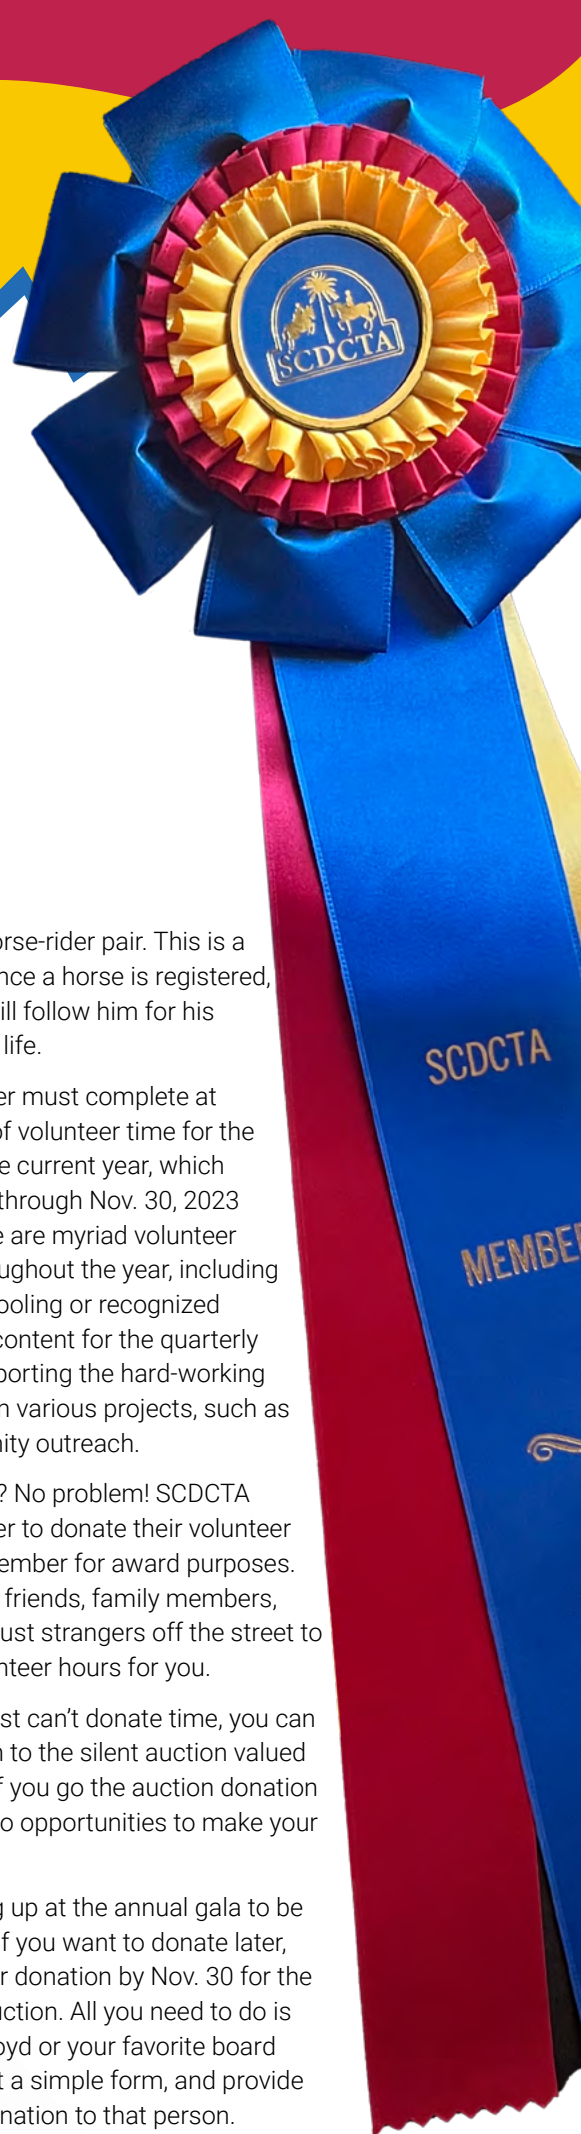 SCDCTA
orse-rider pair. This is a
nce a horse is registered,
ill follow him for his
life.
SCDCTA
er must complete at
of volunteer time for the
e current year, which
through Nov. 30, 2023
e are myriad volunteer
ughout the year, including
MEMBE
ooling or recognized
content for the quarterly
porting the hard-working
n various projects, such as
nity outreach.
? No problem! SCDCTA
er to donate their volunteer
ember for award purposes.
friends, family members,
ust strangers off the street to
nteer hours for you.
st can't donate time, you can
n to the silent auction valued
f you go the auction donation
o opportunities to make your
g up at the annual gala to be
f you want to donate later,
r donation by Nov. 30 for the
uction. All you need to do is
oyd or your favorite board
t a simple form, and provide
nation to that person.